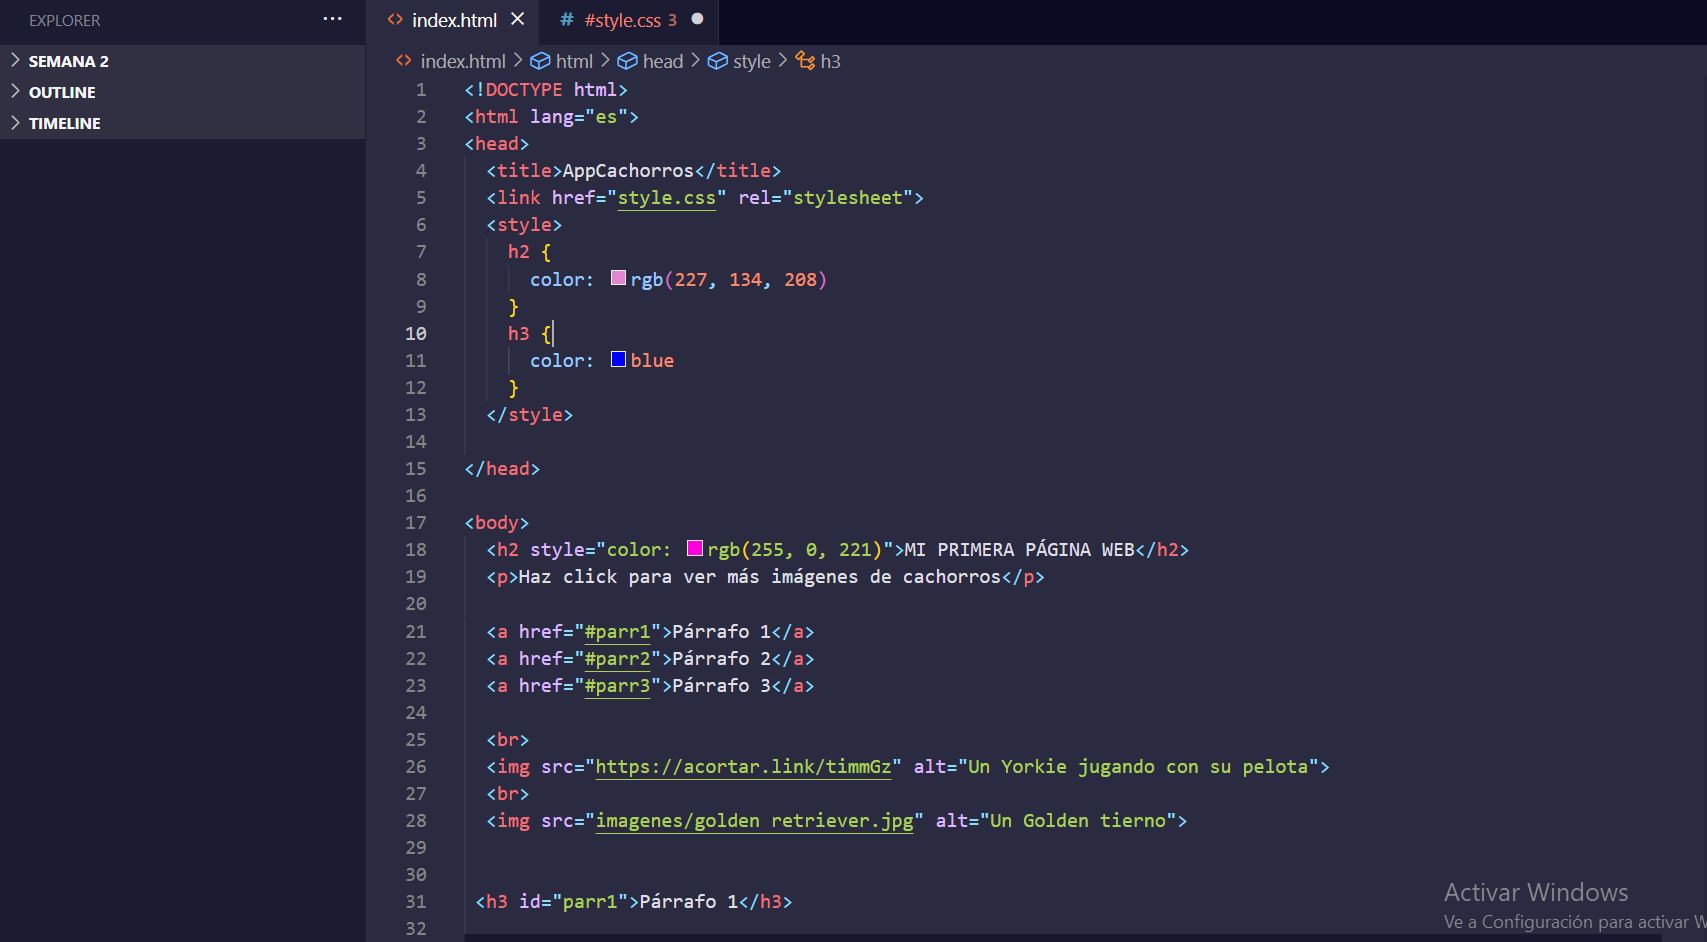 EXPLORER ···
SEMANA 2
OUTLINE
TIMELINE
index.html
#style.css 3
index.html > html > head > style > h3
1 <!DOCTYPE html>
2 <html lang="es">
3 <head>
4 <title>AppCachorros</title>
5 <link href="style.css" rel="stylesheet">
6 <style>
7 h2 {
8 color: rgb(227, 134, 208)
9 }
10 h3 {
11 color: blue
12 }
13 </style>
14
15 </head>
16
17 <body>
18 <h2 style="color: rgb(255, 0, 221)">MI PRIMERA PÁGINA WEB</h2>
19 <p>Haz click para ver más imágenes de cachorros</p>
20
21 <a href="#parr1">Párrafo 1</a>
22 <a href="#parr2">Párrafo 2</a>
23 <a href="#parr3">Párrafo 3</a>
24
25 <br>
26 <img src="https://acortar.link/timmGz" alt="Un Yorkie jugando con su pelota">
27 <br>
28 <img src="imagenes/golden retriever.jpg" alt="Un Golden tierno">
29
30
31 <h3 id="parr1">Párrafo 1</h3>
32
Activar Windows
Ve a Configuración para activar W